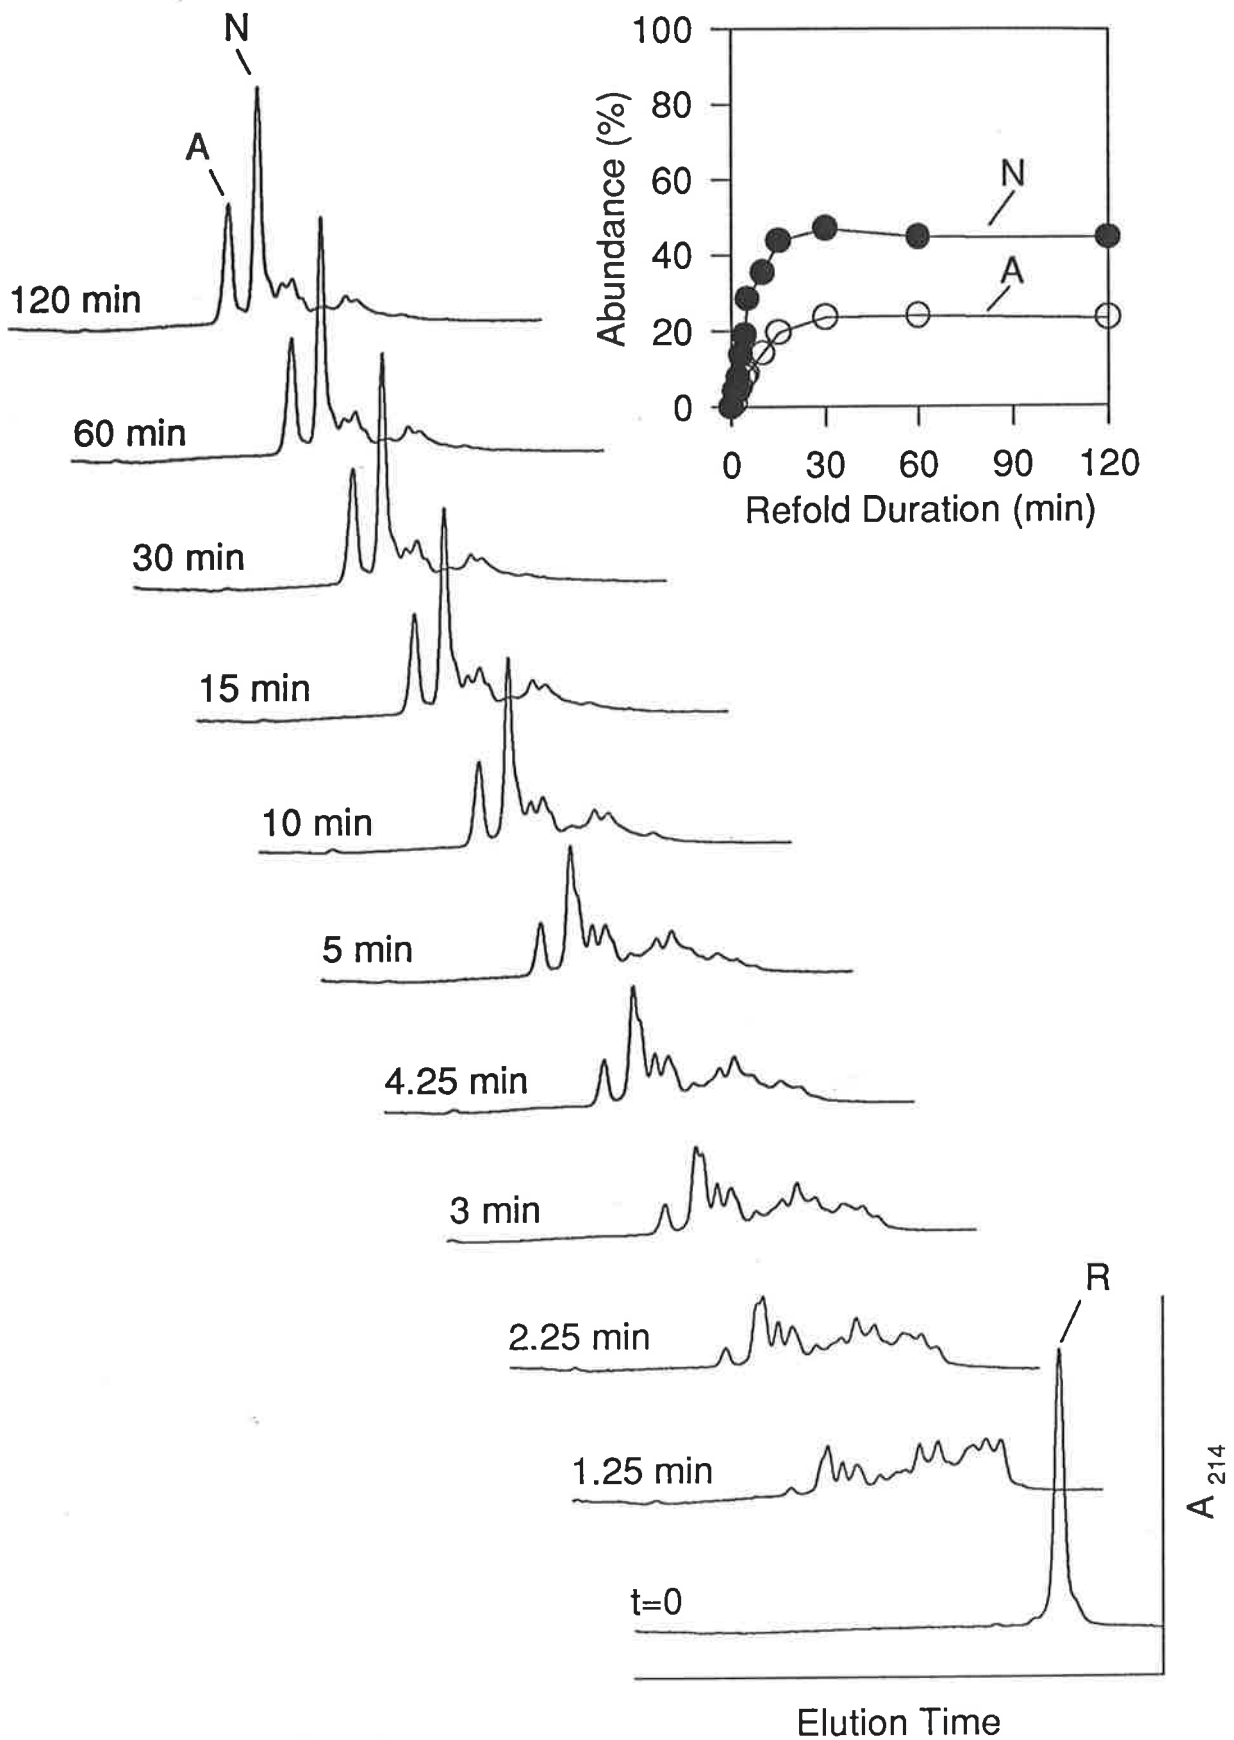 N
A
120 min
60 min
30 min
15 min
10 min
5 min
4.25 min
3 min
2.25 min
1.25 min
t=0
R
A214
Elution Time
100
80
60
40
20
0
Abundance (%)
N
A
0 30 60 90 120
Refold Duration (min)